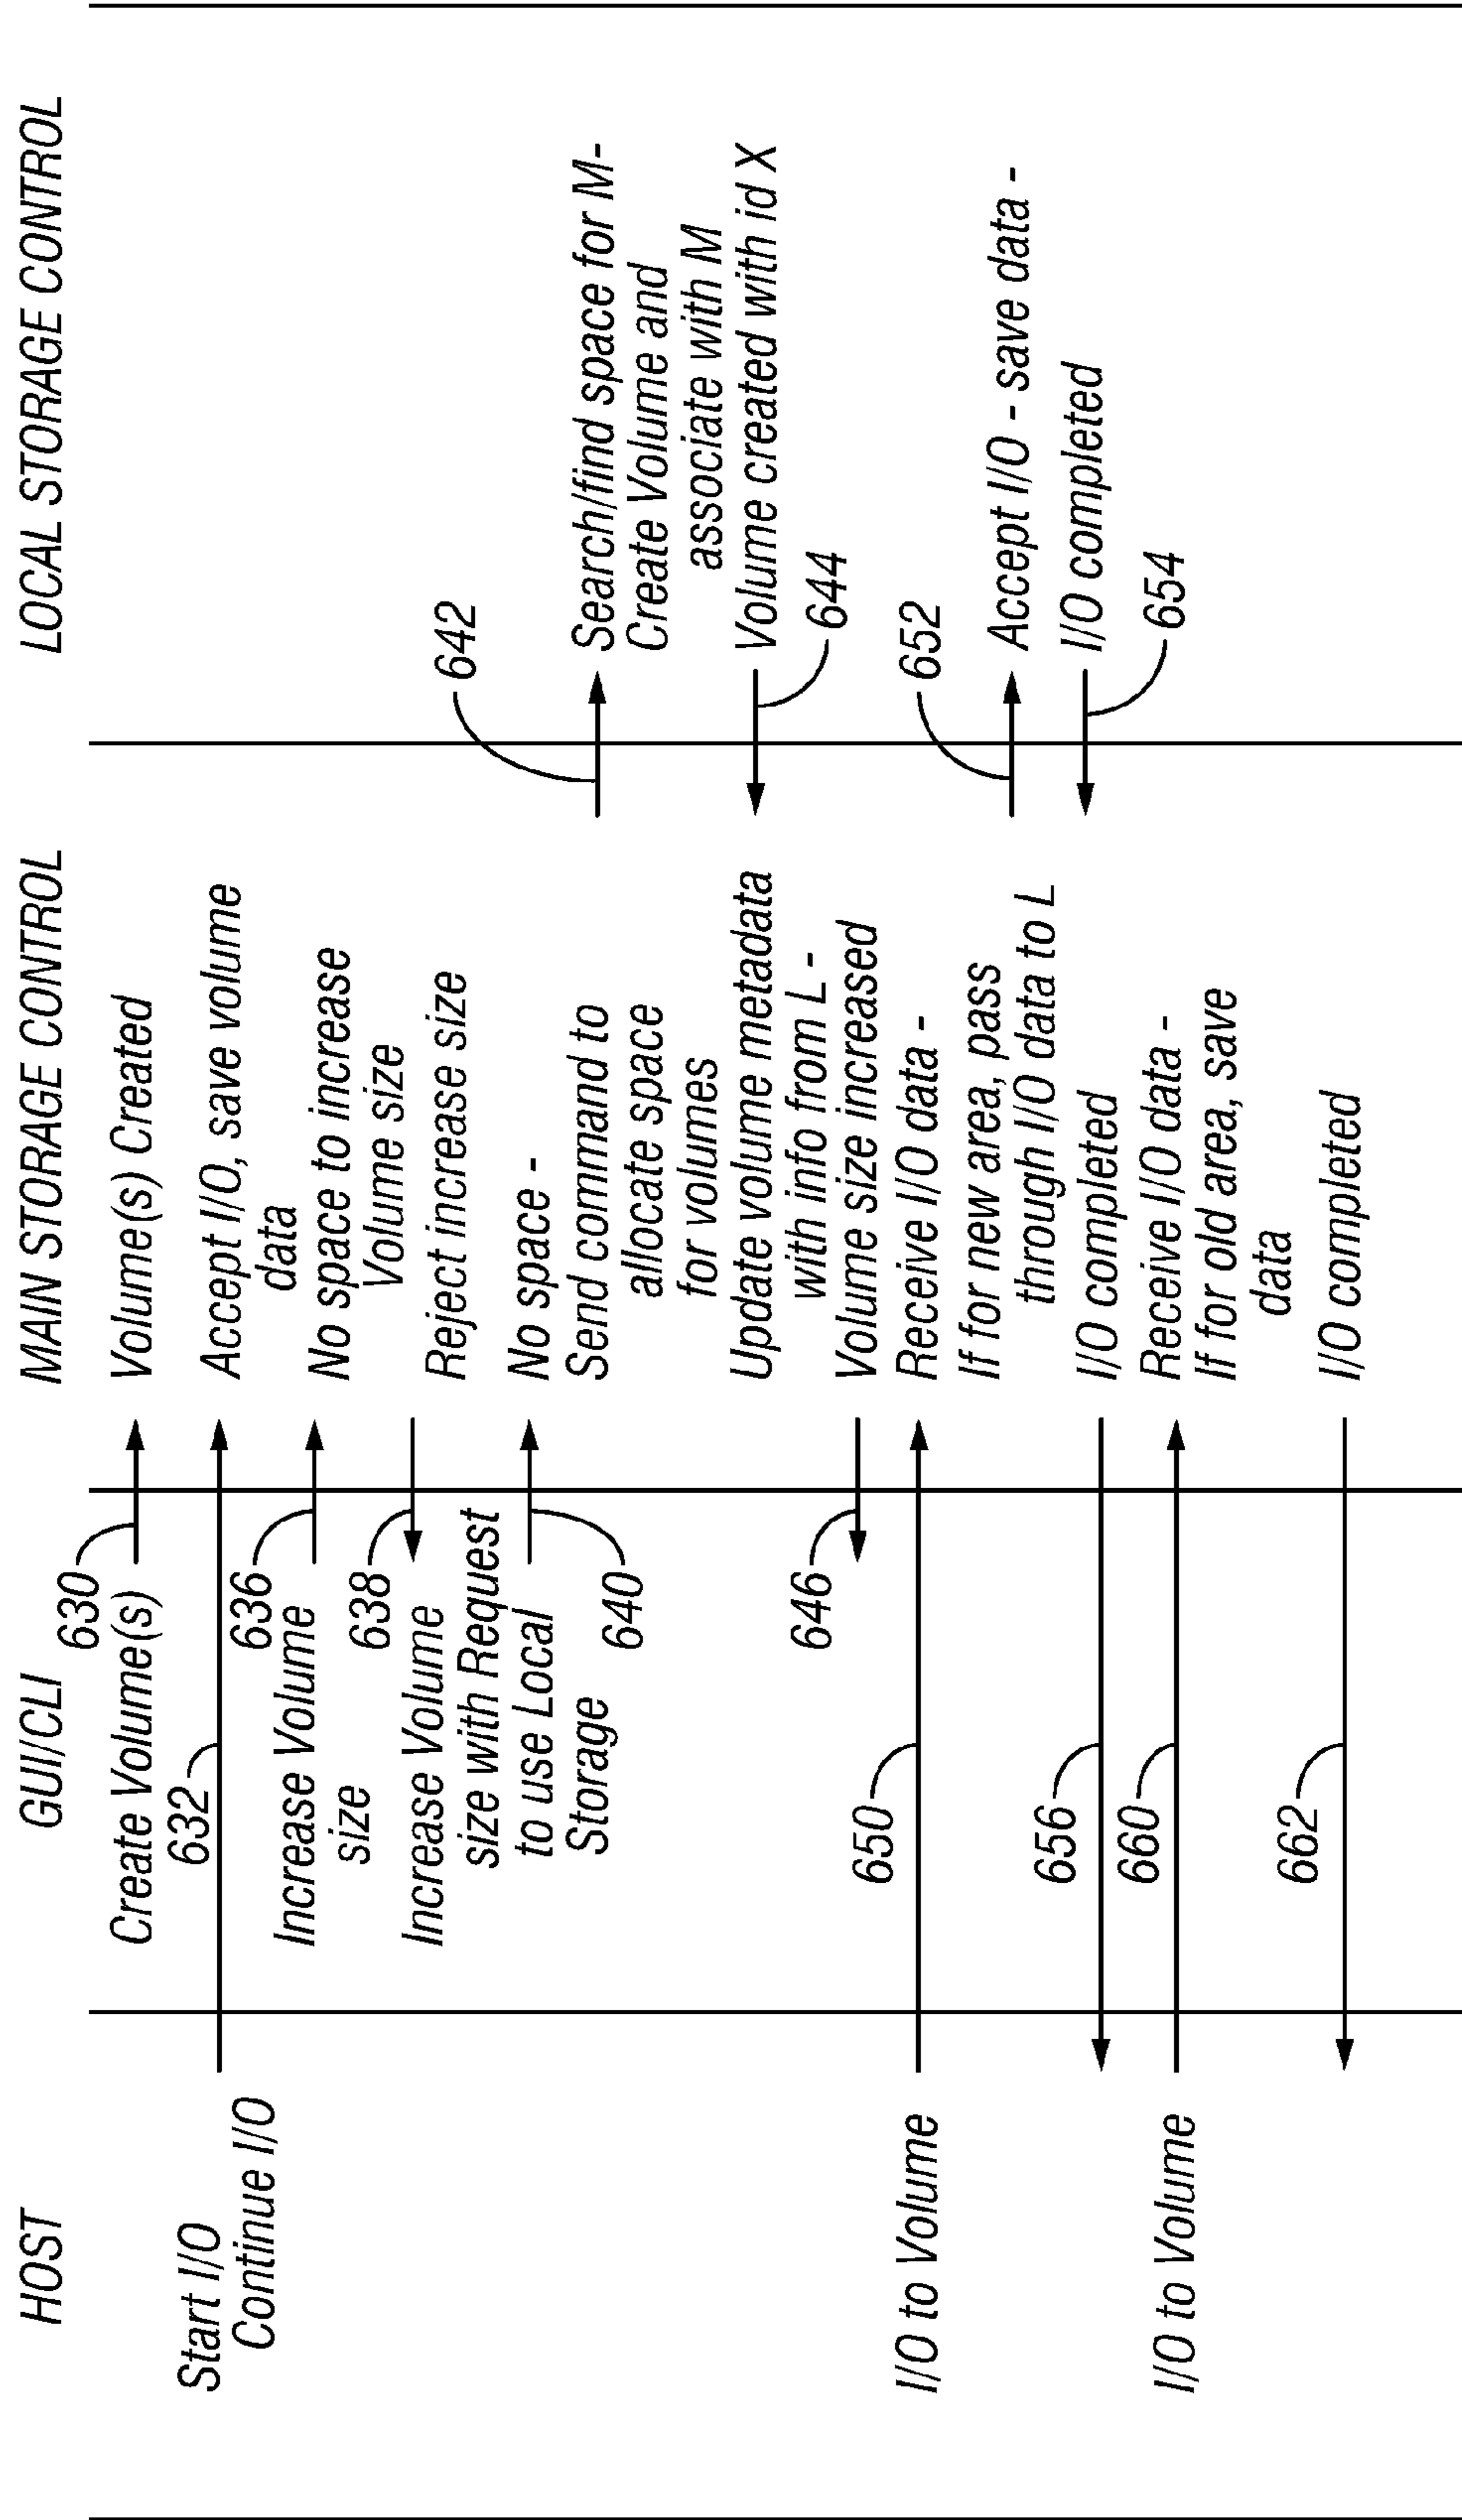 HOST
GUI/CLI
MAIN STORAGE CONTROL
LOCAL STORAGE CONTROL
630
Create Volume(s)
Volume(s) Created
Start I/O
Continue I/O
632
Accept I/O, save volume
data
636
Increase Volume
size
No space to increase
Volume size
638
Reject increase size
Increase Volume
size with Request
to use Local
Storage
640
No space -
Send command to
allocate space
for volumes
642
Search/find space for M-
Create Volume and
associate with M
Volume created with id X
644
Update volume metadata
with info from L -
Volume size increased
646
I/O to Volume
650
Receive I/O data -
If for new area, pass
through I/O data to L
652
Accept I/O - save data -
I/O completed
654
I/O completed
656
I/O to Volume
660
Receive I/O data -
If for old area, save
data
I/O completed
662